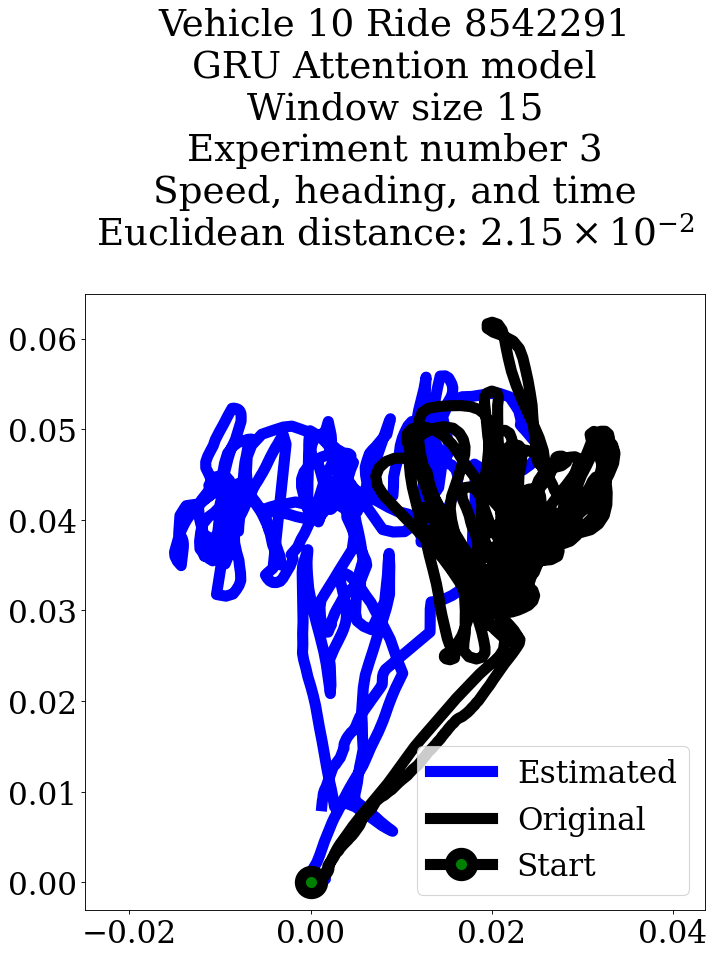 Vehicle 10 Ride 8542291
GRU Attention model
Window size 15
Experiment number 3
Speed, heading, and time
Euclidean distance: 2.15 × 10⁻²
0.06
0.05
0.04
0.03
0.02
0.01
0.00
Estimated
Original
Start
−0.02 0.00 0.02 0.04